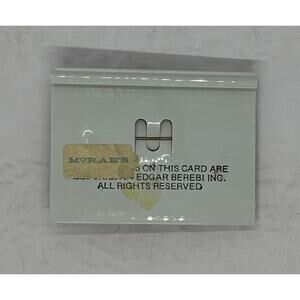 McRAE'S
S ON THIS CARD ARE
EDGAR BEREBI INC.
ALL RIGHTS RESERVED